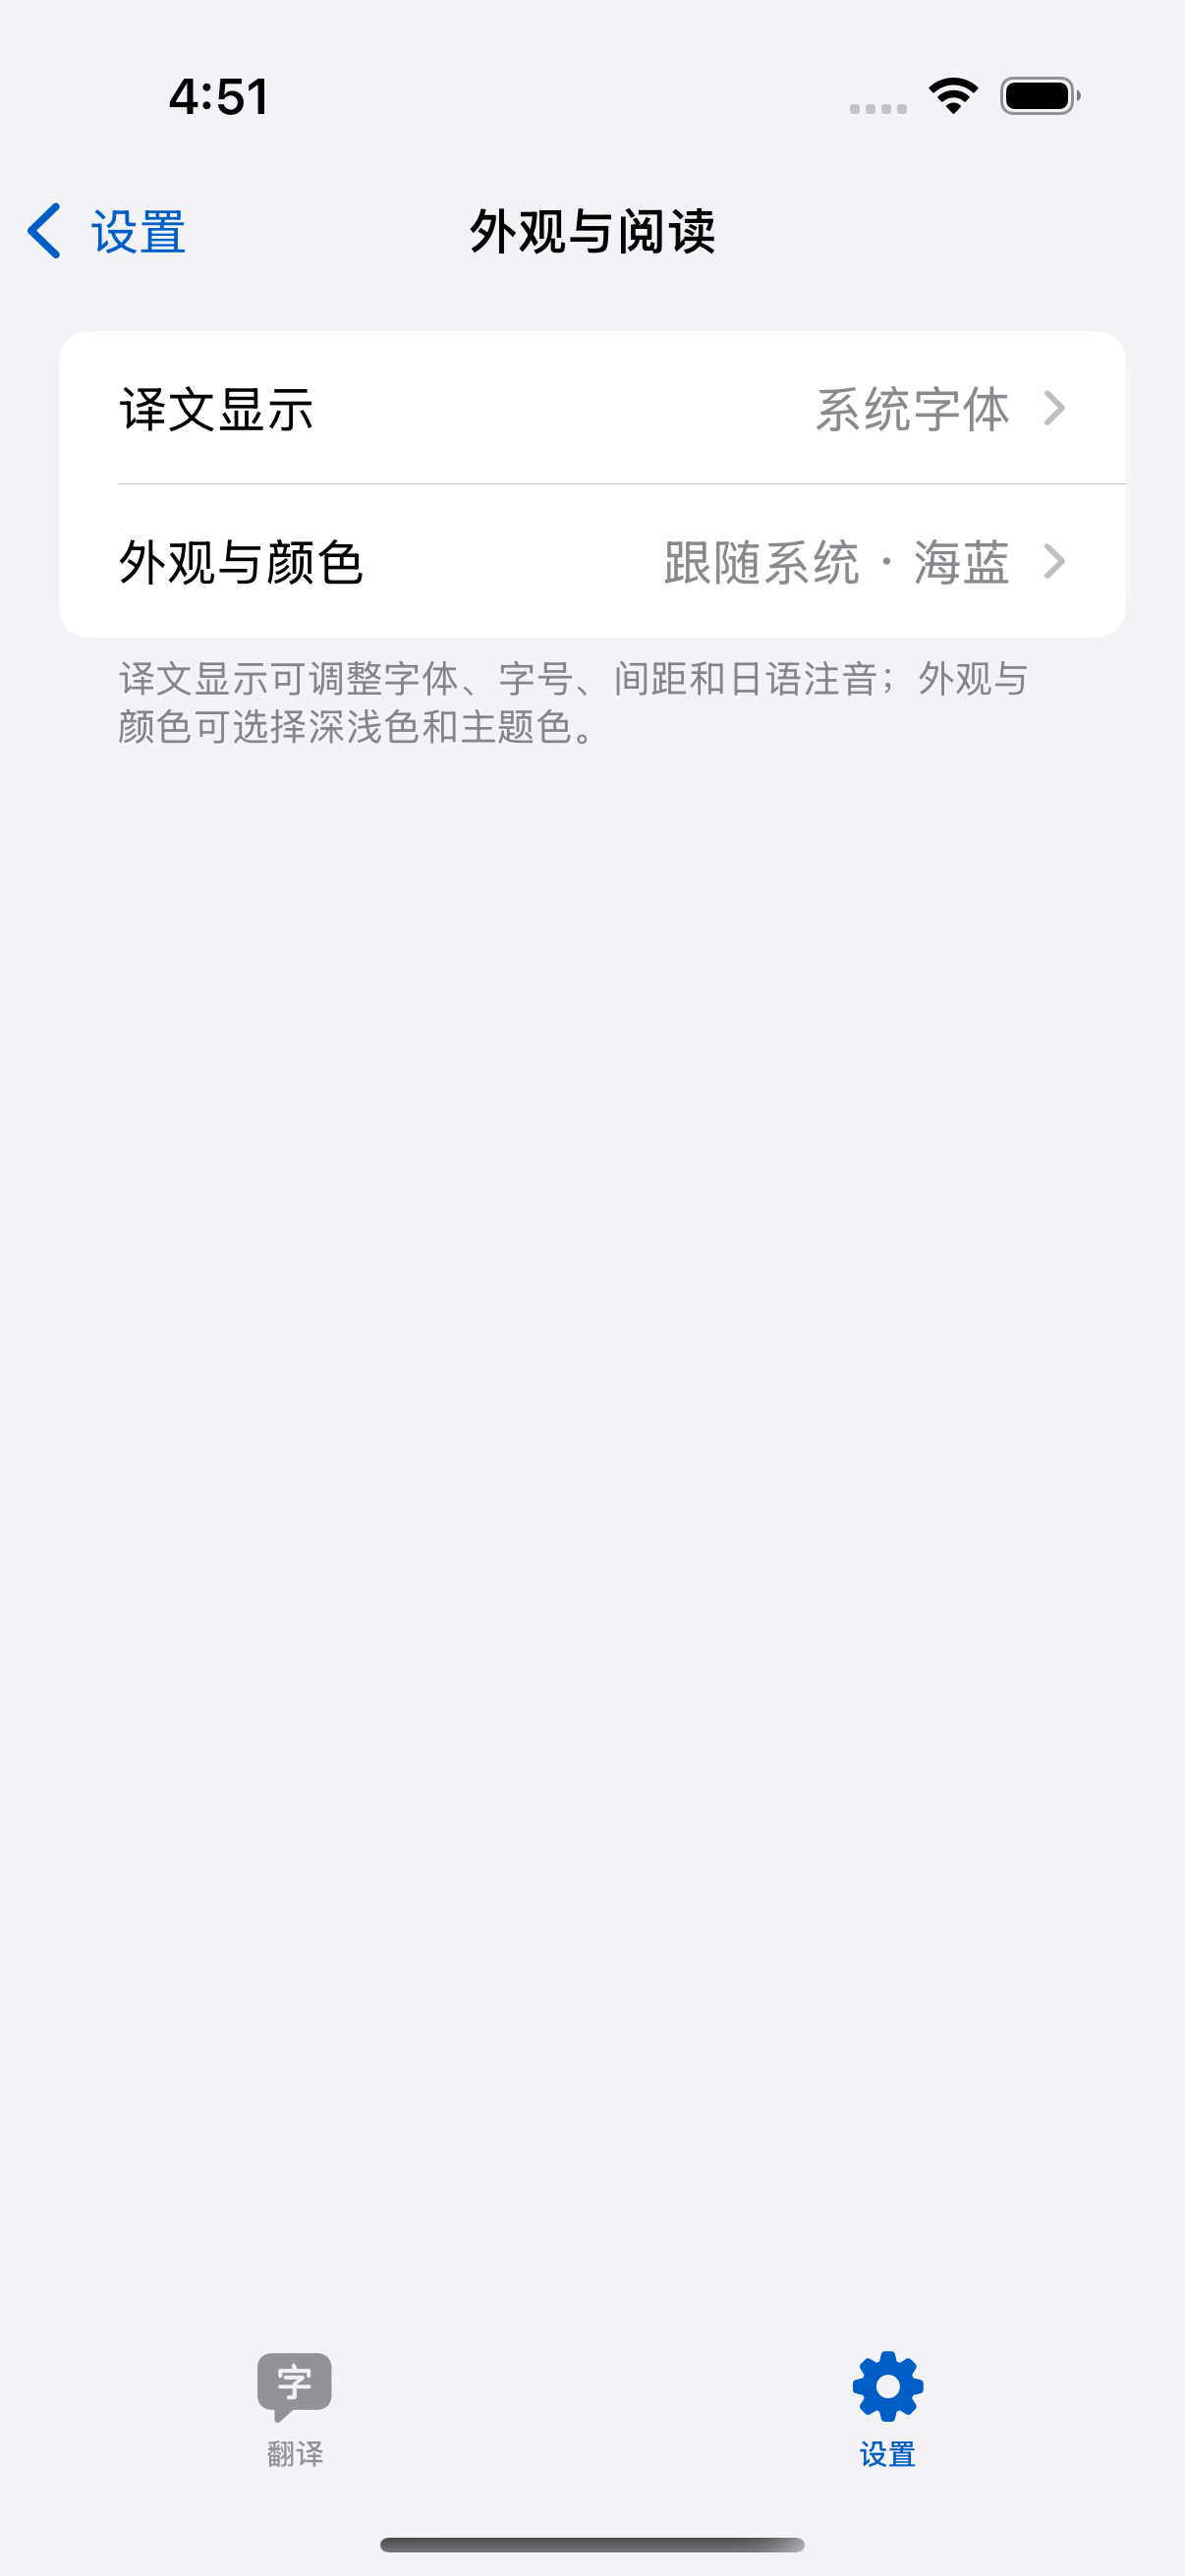 4:51
设置
外观与阅读
译文显示
系统字体
外观与颜色
跟随系统 · 海蓝
译文显示可调整字体、字号、间距和日语注音；外观与
颜色可选择深浅色和主题色。
字
翻译
设置